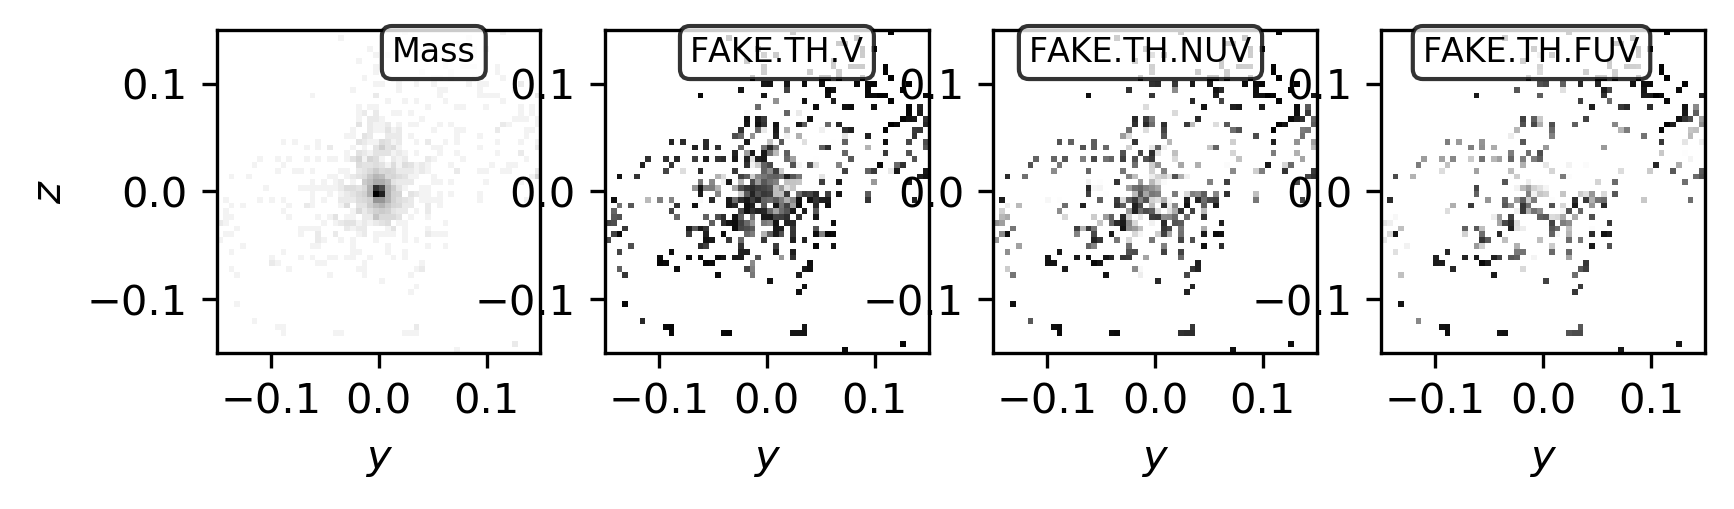 Mass FAKE.TH.V FAKE.TH.NUV FAKE.TH.FUV
0.1 0.1 0.1 0.1
z 0.0 0.0 0.0 0.0
−0.1 −0.1 −0.1 −0.1
−0.1 0.0 0.1 −0.1 0.0 0.1 −0.1 0.0 0.1 −0.1 0.0 0.1
y y y y